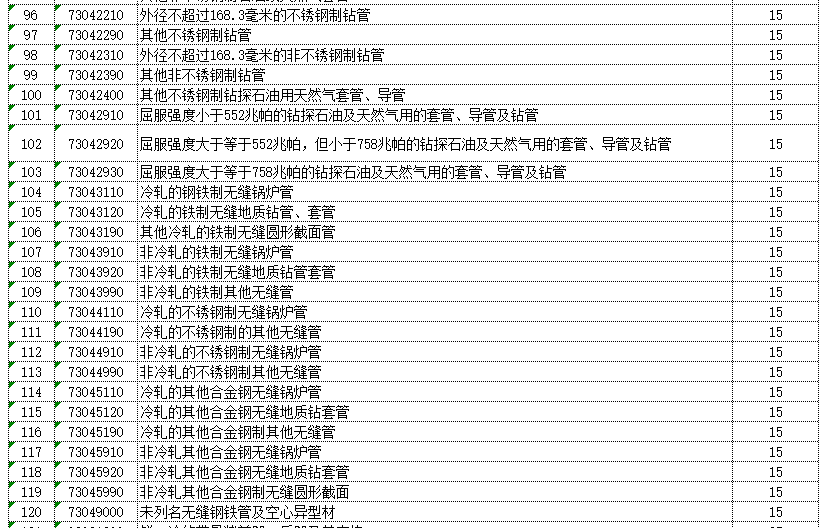 96 73042210 外径不超过168.3毫米的不锈钢制钻管 15
97 73042290 其他不锈钢制钻管 15
98 73042310 外径不超过168.3毫米的非不锈钢制钻管 15
99 73042390 其他非不锈钢制钻管 15
100 73042400 其他不锈钢制钻探石油用天然气套管、导管 15
101 73042910 屈服强度小于552兆帕的钻探石油及天然气用的套管、导管及钻管 15
102 73042920 屈服强度大于等于552兆帕，但小于758兆帕的钻探石油及天然气用的套管、导管及钻管 15
103 73042930 屈服强度大于等于758兆帕的钻探石油及天然气用的套管、导管及钻管 15
104 73043110 冷轧的钢铁制无缝锅炉管 15
105 73043120 冷轧的铁制无缝地质钻管、套管 15
106 73043190 其他冷轧的铁制无缝圆形截面管 15
107 73043910 非冷轧的铁制无缝锅炉管 15
108 73043920 非冷轧的铁制无缝地质钻管套管 15
109 73043990 非冷轧的铁制其他无缝管 15
110 73044110 冷轧的不锈钢制无缝锅炉管 15
111 73044190 冷轧的不锈钢制的其他无缝管 15
112 73044910 非冷轧的不锈钢制无缝锅炉管 15
113 73044990 非冷轧的不锈钢制其他无缝管 15
114 73045110 冷轧的其他合金钢无缝锅炉管 15
115 73045120 冷轧的其他合金钢无缝地质钻套管 15
116 73045190 冷轧的其他合金钢制其他无缝管 15
117 73045910 非冷轧其他合金钢无缝锅炉管 15
118 73045920 非冷轧其他合金钢无缝地质钻套管 15
119 73045990 非冷轧其他合金钢制无缝圆形截面 15
120 73049000 未列名无缝钢铁管及空心异型材 15